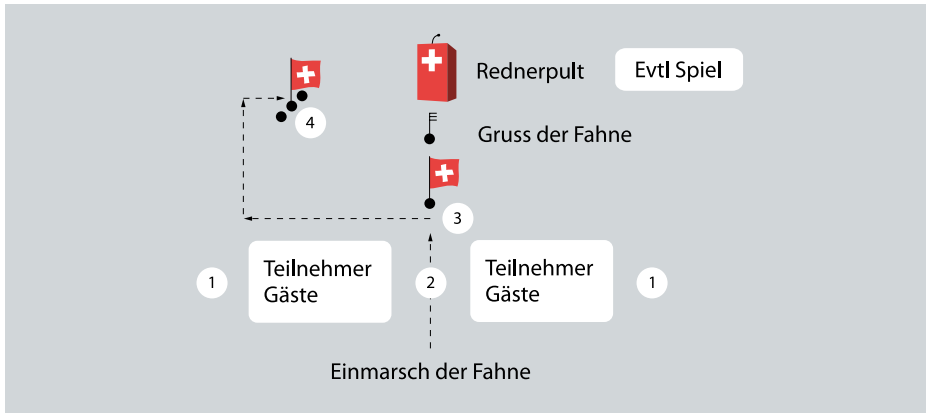 Rednerpult
Evtl Spiel
4
Gruss der Fahne
3
1
Teilnehmer
Gäste
2
Teilnehmer
Gäste
1
Einmarsch der Fahne